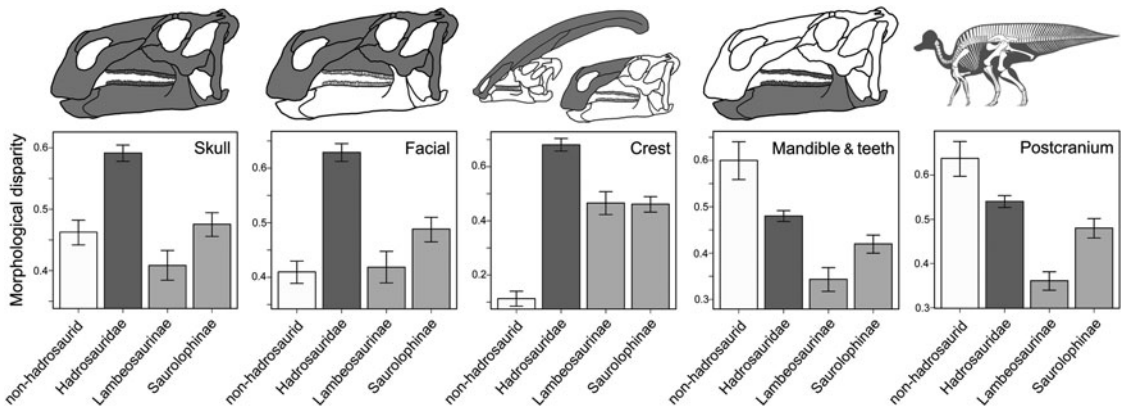 Morphological disparity
Skull
0.6
0.5
0.4
non-hadrosaurid
Hadrosauridae
Lambeosaurinae
Saurolophinae
Facial
0.6
0.5
0.4
non-hadrosaurid
Hadrosauridae
Lambeosaurinae
Saurolophinae
Crest
0.6
0.4
0.2
non-hadrosaurid
Hadrosauridae
Lambeosaurinae
Saurolophinae
Mandible & teeth
0.6
0.5
0.4
0.3
non-hadrosaurid
Hadrosauridae
Lambeosaurinae
Saurolophinae
Postcranium
0.6
0.5
0.4
0.3
non-hadrosaurid
Hadrosauridae
Lambeosaurinae
Saurolophinae